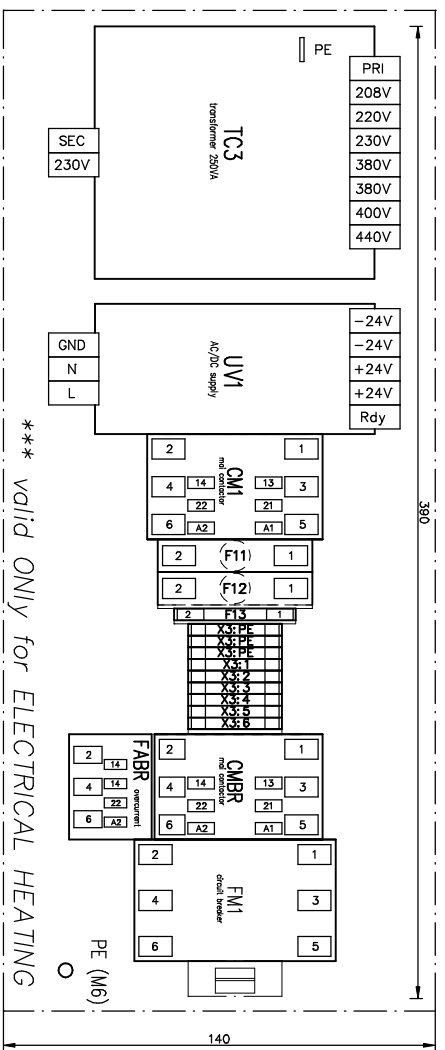 PE
PRI
208V
220V
230V
380V
380V
400V
440V
TC3
transformer 250VA
SEC
230V
-24V
-24V
+24V
+24V
Rdy
UV1
AC/DC supply
GND
N
L
390
2 CM1 1
mai contactor
4 14 13 3
22 21
6 A2 A1 5
2 F11 1
2 F12 1
2 F13 1
X3:PE
X3:PE
X3:PE
X3:1
X3:2
X3:3
X3:4
X3:5
X3:6
2 CMBR 1
mai contactor
4 14 13 3
22 21
6 A2 A1 5
FABR
overcurrent
2 14
4 14
22
6 A2
2 FM1 1
circuit breaker
4 3
6 5
PE (M6)
*** valid ONly for ELECTRICAL HEATING
140